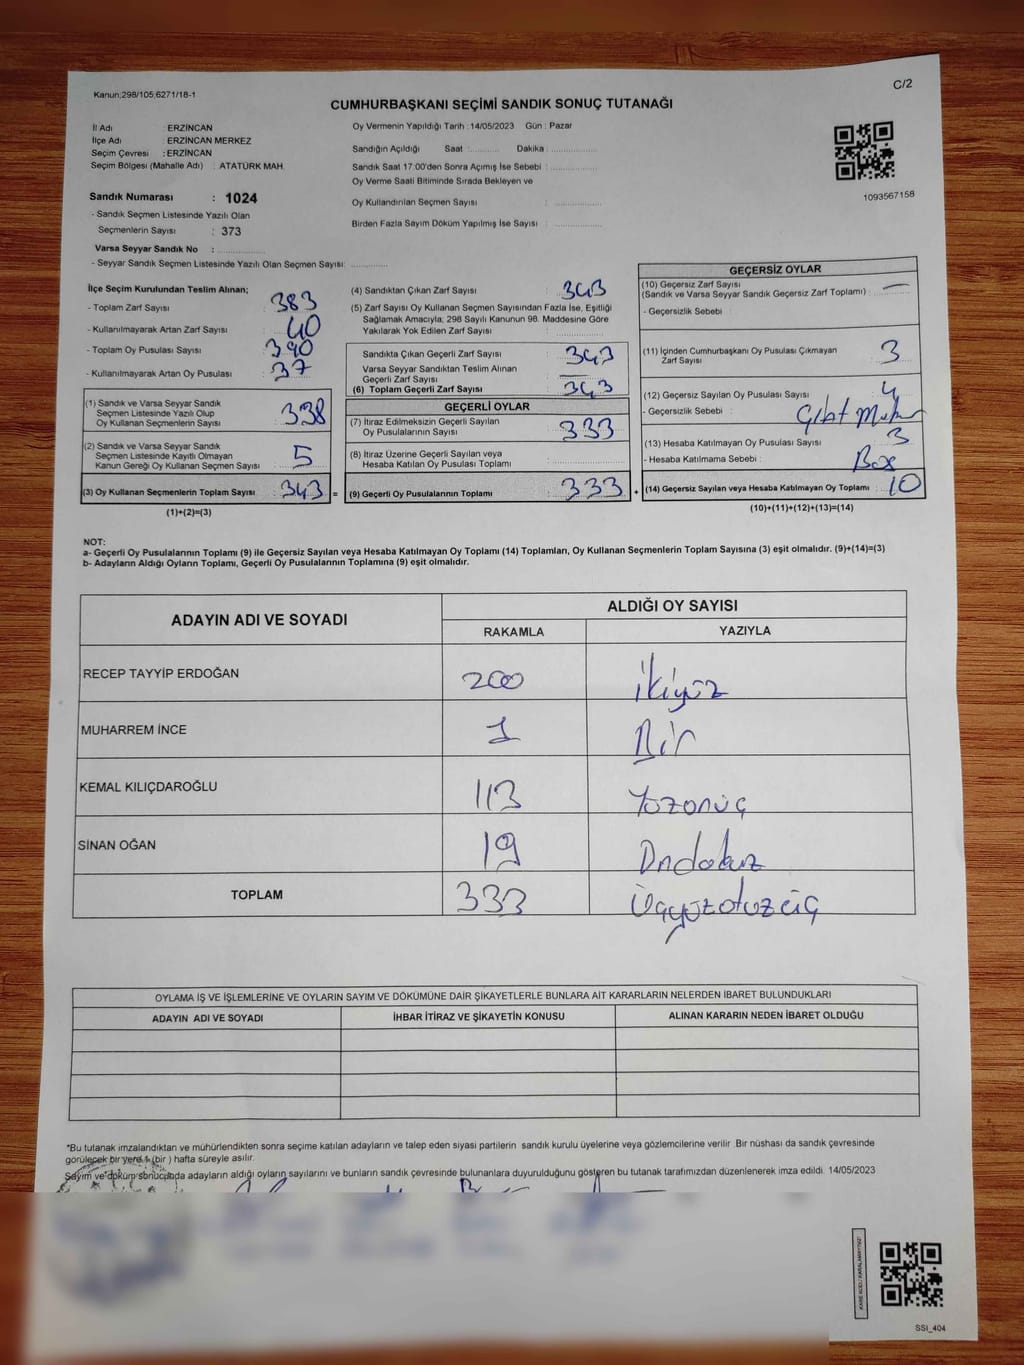 Kanun;298/105;6271/18-1
C/2
CUMHURBAŞKANI SEÇİMİ SANDIK SONUÇ TUTANAĞI
İl Adı : ERZİNCAN
İlçe Adı : ERZİNCAN MERKEZ
Seçim Çevresi : ERZİNCAN
Seçim Bölgesi (Mahalle Adı) : ATATÜRK MAH.
Oy Vermenin Yapıldığı Tarih : 14/05/2023 Gün : Pazar
Sandığın Açıldığı Saat :.......... Dakika :
Sandık Saat 17:00'den Sonra Açımış İse Sebebi :
Oy Verme Saati Bitiminde Sırada Bekleyen ve
Oy Kullandırılan Seçmen Sayısı :
Birden Fazla Sayım Döküm Yapılmış İse Sayısı :
1093567158
Sandık Numarası : 1024
- Sandık Seçmen Listesinde Yazılı Olan
Seçmenlerin Sayısı : 373
Varsa Seyyar Sandık No :
- Seyyar Sandık Seçmen Listesinde Yazılı Olan Seçmen Sayısı:
İlçe Seçim Kurulundan Teslim Alınan;
- Toplam Zarf Sayısı : 383
- Kullanılmayarak Artan Zarf Sayısı : 40
- Toplam Oy Pusulası Sayısı : 390
- Kullanılmayarak Artan Oy Pusulası : 37
(1) Sandık ve Varsa Seyyar Sandık
Seçmen Listesinde Yazılı Olup
Oy Kullanan Seçmenlerin Sayısı : 338
(2) Sandık ve Varsa Seyyar Sandık
Seçmen Listesinde Kayıtlı Olmayan
Kanun Gereği Oy Kullanan Seçmen Sayısı : 5
(3) Oy Kullanan Seçmenlerin Toplam Sayısı : 343 =
(1)+(2)=(3)
(4) Sandıktan Çıkan Zarf Sayısı : 343
(5) Zarf Sayısı Oy Kullanan Seçmen Sayısından Fazla İse, Eşitliği
Sağlamak Amacıyla; 298 Sayılı Kanunun 98. Maddesine Göre
Yakılarak Yok Edilen Zarf Sayısı :
Sandıkta Çıkan Geçerli Zarf Sayısı : 343
Varsa Seyyar Sandıktan Teslim Alınan
Geçerli Zarf Sayısı : —
(6) Toplam Geçerli Zarf Sayısı : 343
GEÇERLİ OYLAR
(7) İtiraz Edilmeksizin Geçerli Sayılan
Oy Pusulalarının Sayısı : 333
(8) İtiraz Üzerine Geçerli Sayılan veya
Hesaba Katılan Oy Pusulası Toplamı :
(9) Geçerli Oy Pusulalarının Toplamı : 333 +
GEÇERSİZ OYLAR
(10) Geçersiz Zarf Sayısı
(Sandık ve Varsa Seyyar Sandık Geçersiz Zarf Toplamı) : —
- Geçersizlik Sebebi :
(11) İçinden Cumhurbaşkanı Oy Pusulası Çıkmayan
Zarf Sayısı : 3
(12) Geçersiz Sayılan Oy Pusulası Sayısı : 4
- Geçersizlik Sebebi :
(13) Hesaba Katılmayan Oy Pusulası Sayısı : 3
- Hesaba Katılmama Sebebi : Boş
(14) Geçersiz Sayılan veya Hesaba Katılmayan Oy Toplamı : 10
(10)+(11)+(12)+(13)=(14)
NOT:
a- Geçerli Oy Pusulalarının Toplamı (9) ile Geçersiz Sayılan veya Hesaba Katılmayan Oy Toplamı (14) Toplamları, Oy Kullanan Seçmenlerin Toplam Sayısına (3) eşit olmalıdır. (9)+(14)=(3)
b- Adayların Aldığı Oyların Toplamı, Geçerli Oy Pusulalarının Toplamına (9) eşit olmalıdır.
ADAYIN ADI VE SOYADI ALDIĞI OY SAYISI
RAKAMLA YAZIYLA
RECEP TAYYİP ERDOĞAN 200 ikiyüz
MUHARREM İNCE 1 Bir
KEMAL KILIÇDAROĞLU 113 Yüzonüç
SİNAN OĞAN 19 Ondokuz
TOPLAM 333 Üçyüzotuzüç
OYLAMA İŞ VE İŞLEMLERİNE VE OYLARIN SAYIM VE DÖKÜMÜNE DAİR ŞİKAYETLERLE BUNLARA AİT KARARLARIN NELERDEN İBARET BULUNDUKLARI
ADAYIN ADI VE SOYADI İHBAR İTİRAZ VE ŞİKAYETİN KONUSU ALINAN KARARIN NEDEN İBARET OLDUĞU
*Bu tutanak imzalandıktan ve mühürlendikten sonra seçime katılan adayların ve talep eden siyasi partilerin sandık kurulu üyelerine veya gözlemcilerine verilir. Bir nüshası da sandık çevresinde
görülecek bir yere 1 (bir ) hafta süreyle asılır.
Sayım ve döküm sonucunda adayların aldığı oyların sayılarını ve bunların sandık çevresinde bulunanlara duyurulduğunu gösteren bu tutanak tarafımızdan düzenlenerek imza edildi. 14/05/2023
KARE KODU KARALAMAYINIZ!
SSI_404